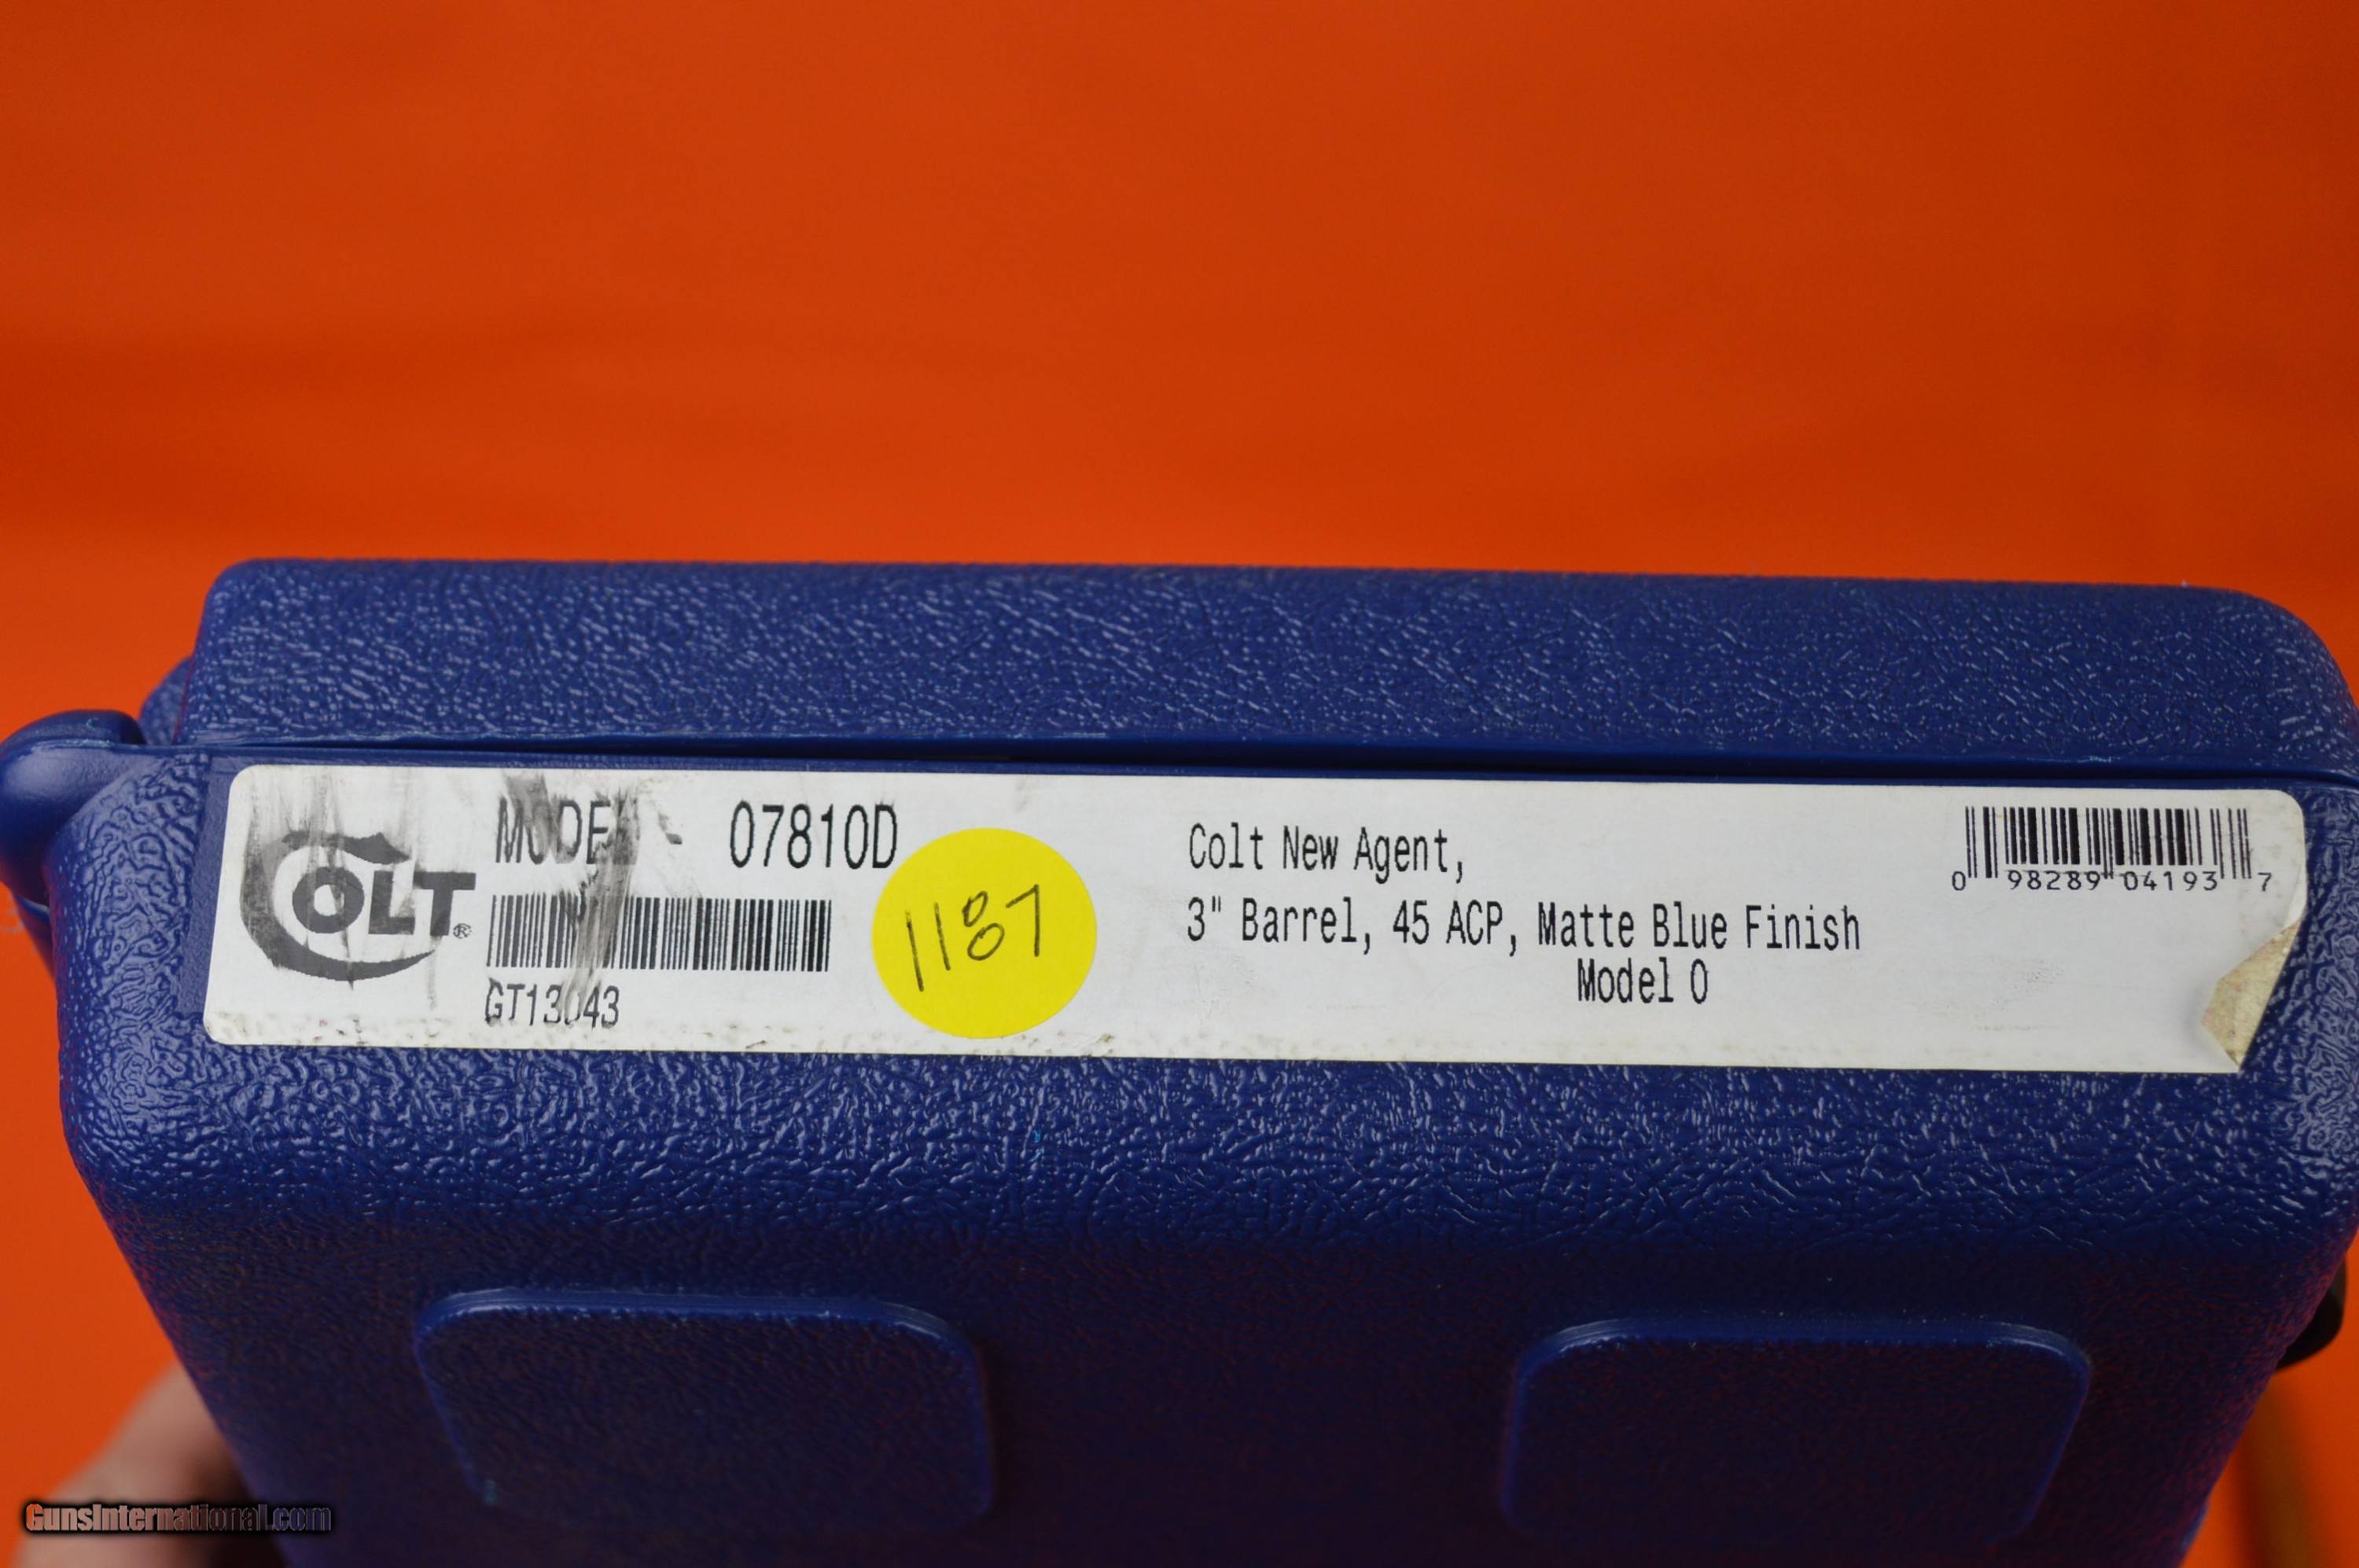 COLT®
MODEL - 07810D
GT13043
1187
Colt New Agent,
3" Barrel, 45 ACP, Matte Blue Finish
Model O
0 98289 04193 7
GunsInternational.com